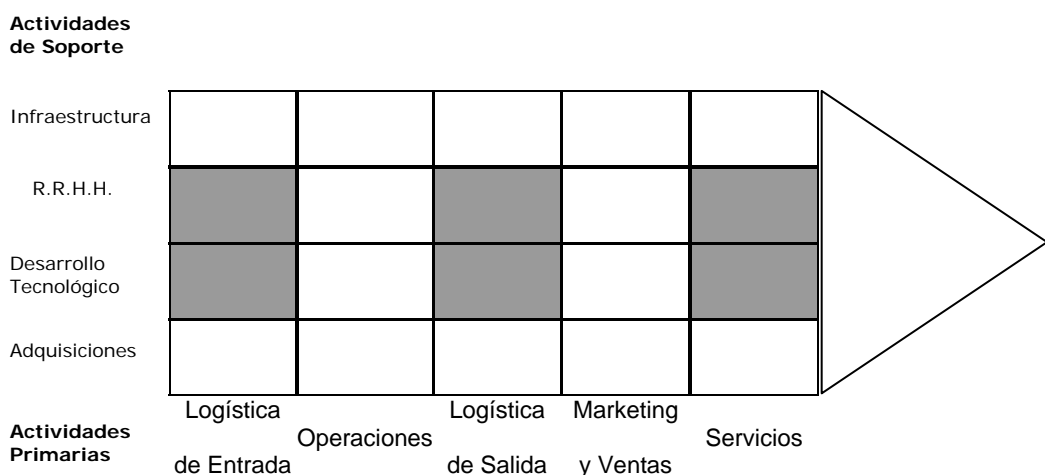 Actividades
de Soporte
Infraestructura
R.R.H.H.
Desarrollo
Tecnológico
Adquisiciones
Actividades
Primarias
Logística
de Entrada
Operaciones
Logística
de Salida
Marketing
y Ventas
Servicios